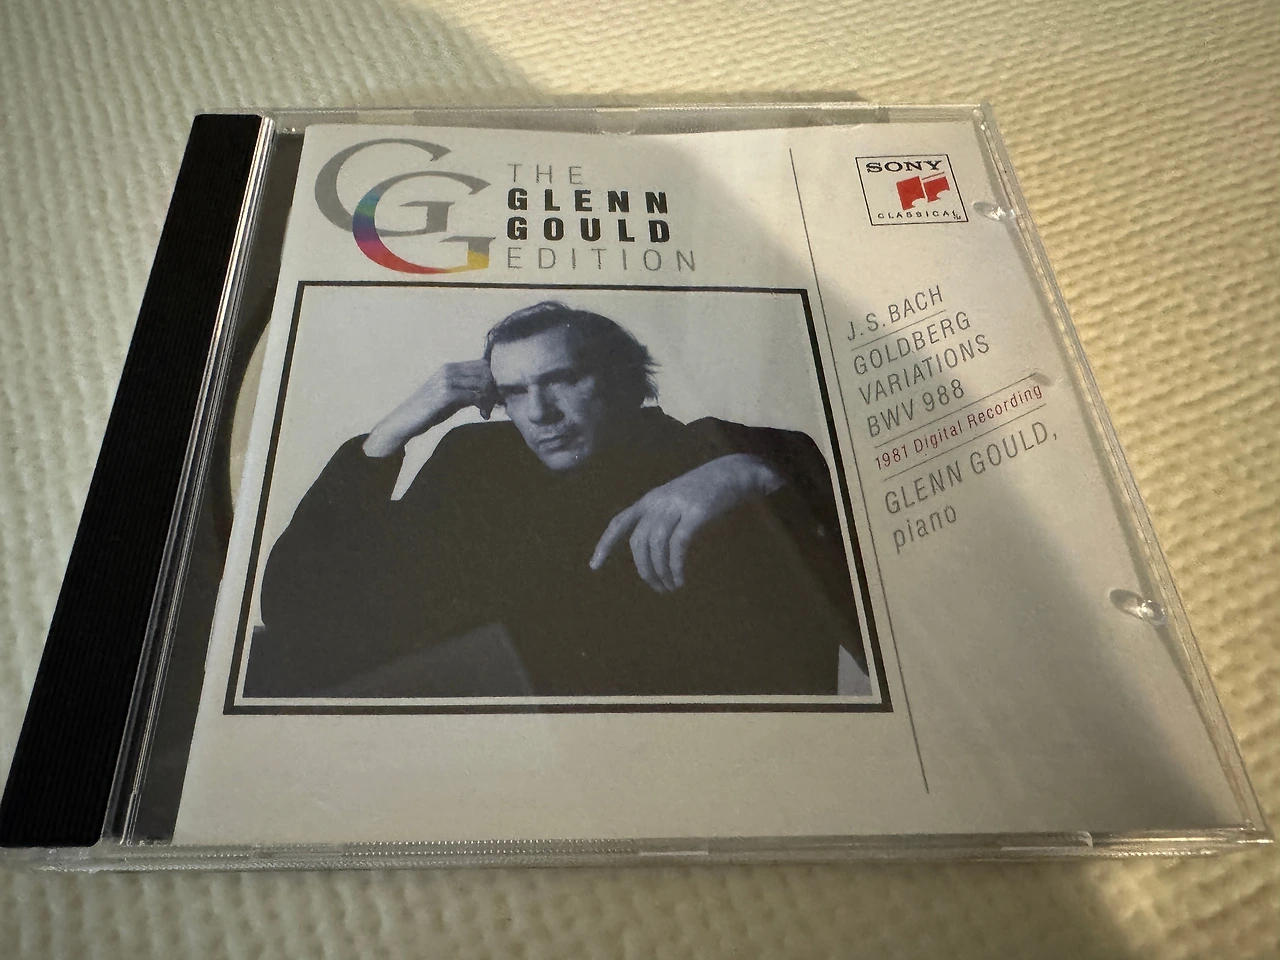 GG
THE
GLENN
GOULD
EDITION
SONY
CLASSICAL
J.S. BACH
GOLDBERG
VARIATIONS
BWV 988
1981 Digital Recording
GLENN GOULD,
piano